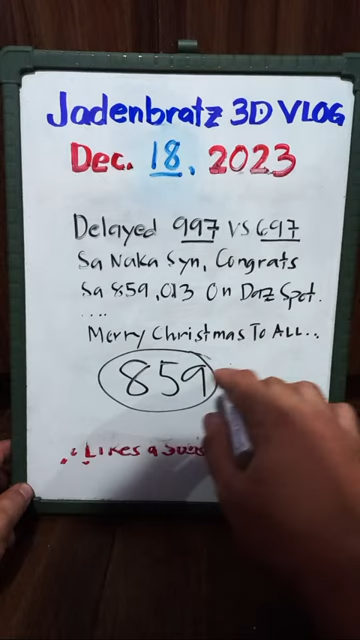 Jadenbratz 3D VLOG
Dec. 18, 2023
Delayed 997 VS 697
Sa Naka Syn, Congrats
Sa 859, 013 On Daz Spot.
....
Merry Christmas To ALL..
859
Likes a